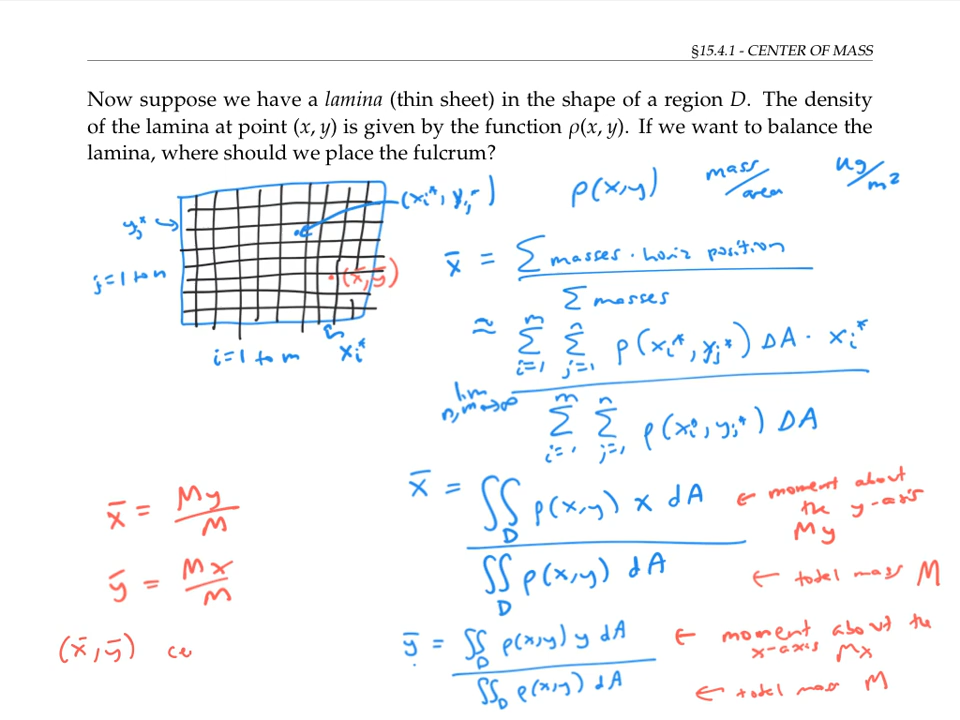 §15.4.1 - CENTER OF MASS
Now suppose we have a lamina (thin sheet) in the shape of a region D. The density
of the lamina at point (x, y) is given by the function ρ(x, y). If we want to balance the
lamina, where should we place the fulcrum?
(xᵢ*, yⱼ*)
ρ(x,y) mass/area kg/m²
yⱼ* →
j=1 to n
(x̄, ȳ)
i=1 to m xᵢ*
x̄ = Σ masses · horiz position
Σ masses
≈ Σᵢ₌₁ᵐ Σⱼ₌₁ⁿ ρ(xᵢ*, yⱼ*) ΔA · xᵢ*
lim n,m→∞
Σᵢ₌₁ᵐ Σⱼ₌₁ⁿ ρ(xᵢ*, yⱼ*) ΔA
x̄ = ∬_D ρ(x,y) x dA ← moment about
the y-axis
My
∬_D ρ(x,y) dA ← total mass M
x̄ = My/M
ȳ = Mx/M
(x̄, ȳ) ce
ȳ = ∬_D ρ(x,y) y dA ← moment about the
x-axis Mx
∬_D ρ(x,y) dA ← total mass M